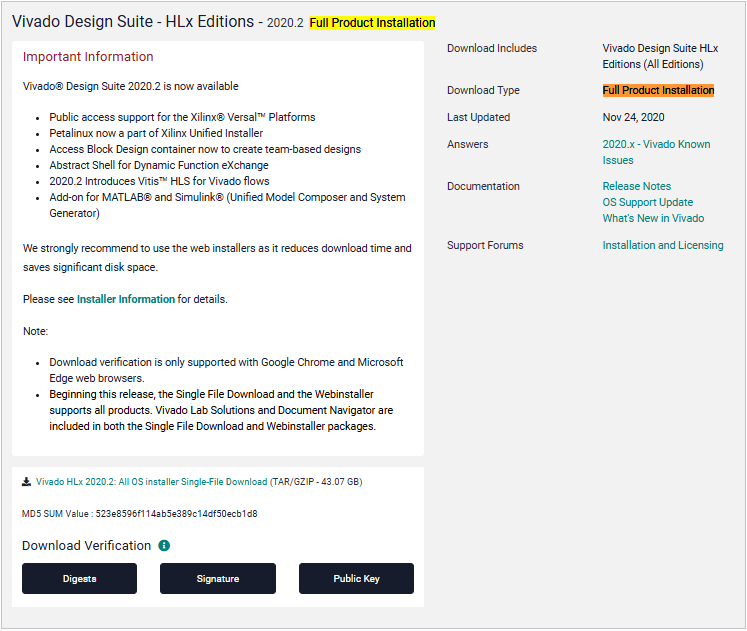 Vivado Design Suite - HLx Editions - 2020.2 Full Product Installation
Important Information
Vivado® Design Suite 2020.2 is now available
• Public access support for the Xilinx® Versal™ Platforms
• Petalinux now a part of Xilinx Unified Installer
• Access Block Design container now to create team-based designs
• Abstract Shell for Dynamic Function eXchange
• 2020.2 Introduces Vitis™ HLS for Vivado flows
• Add-on for MATLAB® and Simulink® (Unified Model Composer and System
Generator)
We strongly recommend to use the web installers as it reduces download time and
saves significant disk space.
Please see Installer Information for details.
Note:
• Download verification is only supported with Google Chrome and Microsoft
Edge web browsers.
• Beginning this release, the Single File Download and the Webinstaller
supports all products. Vivado Lab Solutions and Document Navigator are
included in both the Single File Download and Webinstaller packages.
Vivado HLx 2020.2: All OS installer Single-File Download (TAR/GZIP - 43.07 GB)
MD5 SUM Value : 523e8596f114ab5e389c14df50ecb1d8
Download Verification
Digests
Signature
Public Key
Download Includes
Vivado Design Suite HLx
Editions (All Editions)
Download Type
Full Product Installation
Last Updated
Nov 24, 2020
Answers
2020.x - Vivado Known
Issues
Documentation
Release Notes
OS Support Update
What's New in Vivado
Support Forums
Installation and Licensing